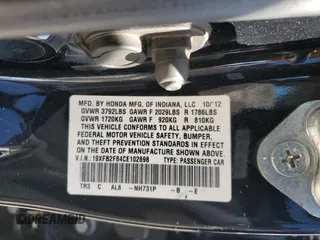 MFD. BY HONDA MFG. OF INDIANA, LLC 10/12
GVWR 3792LBS GAWR F 2029LBS R 1786LBS
GVWR 1720KG GAWR F 920KG R 810KG
THIS VEHICLE CONFORMS TO ALL APPLICABLE
FEDERAL MOTOR VEHICLE SAFETY, BUMPER,
AND THEFT PREVENTION STANDARDS IN EFFECT
ON THE DATE OF MANUFACTURE SHOWN ABOVE.
V.I.N.: 19XFB2F84CE102698 TYPE: PASSENGER CAR
TR3 C AL8 -NH731P -B -E
DREAMBID